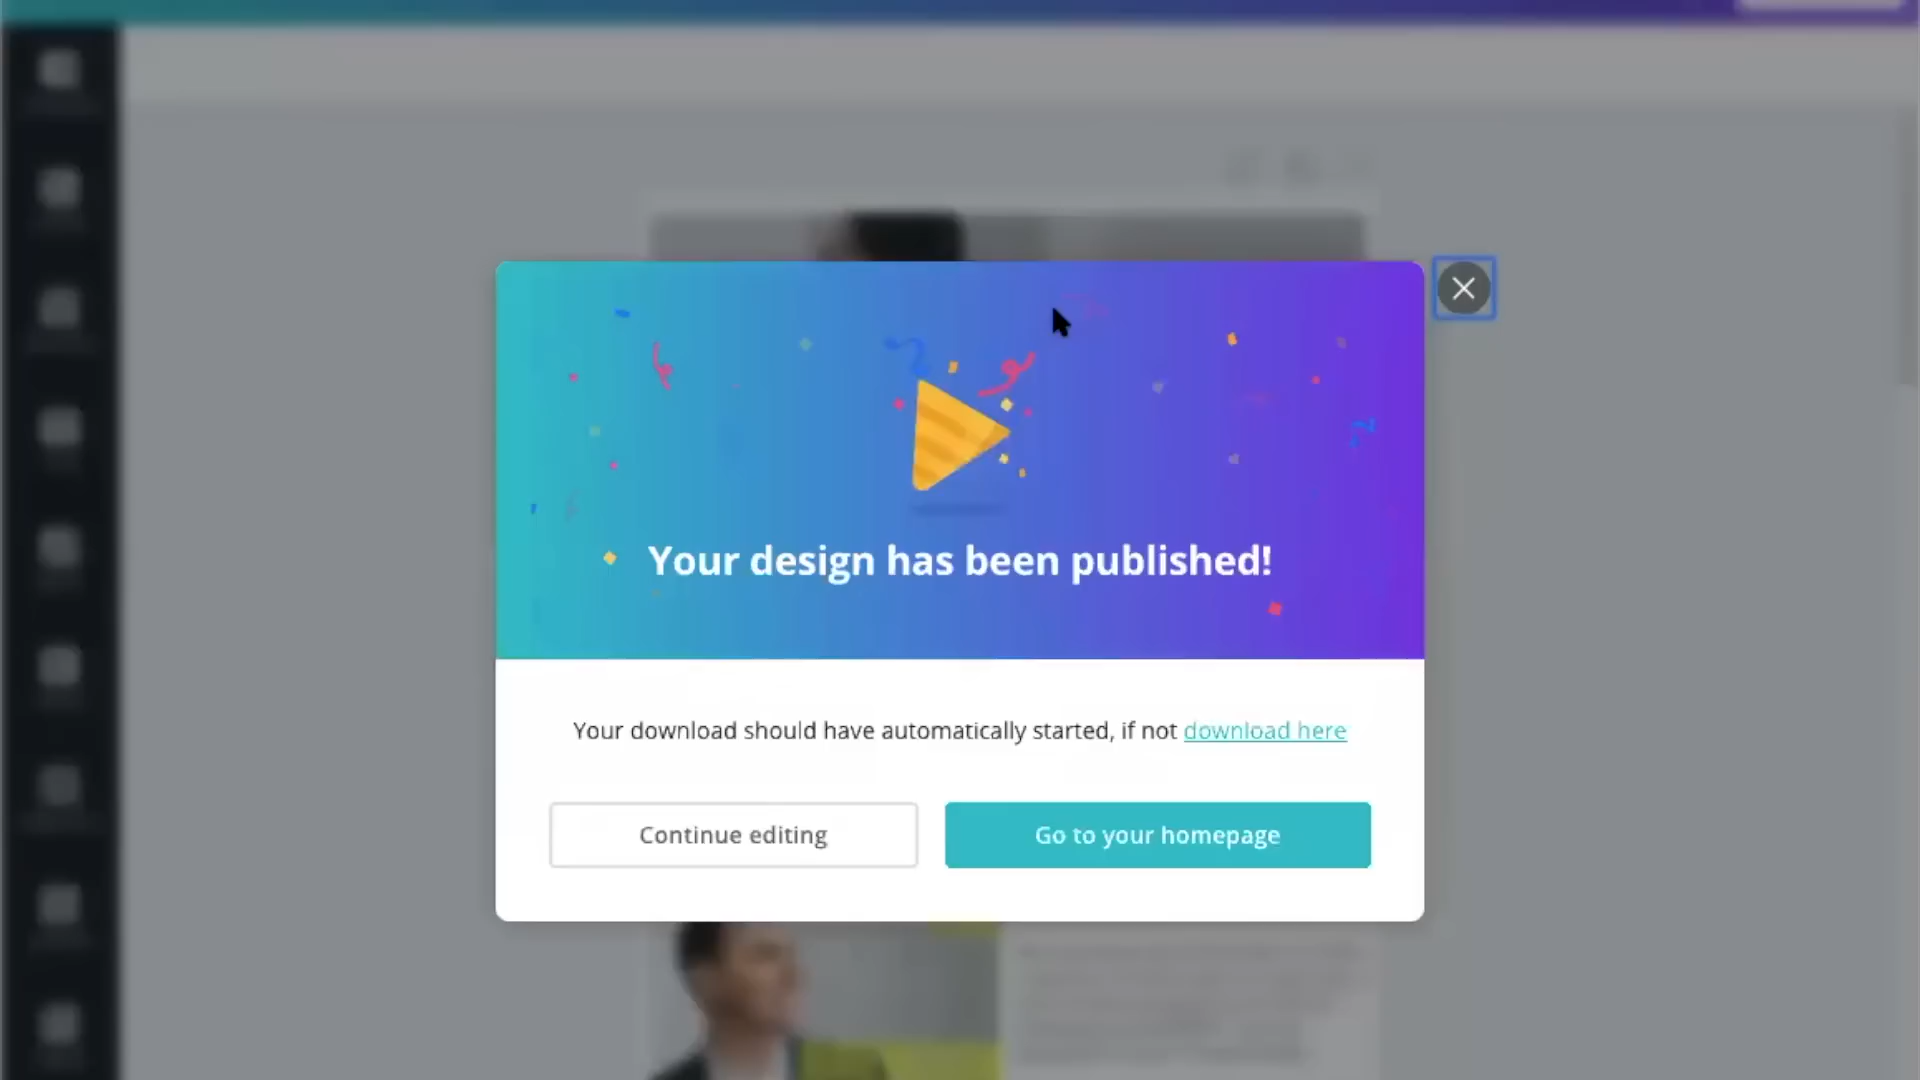 Your design has been published!
Your download should have automatically started, if not download here
Continue editing
Go to your homepage